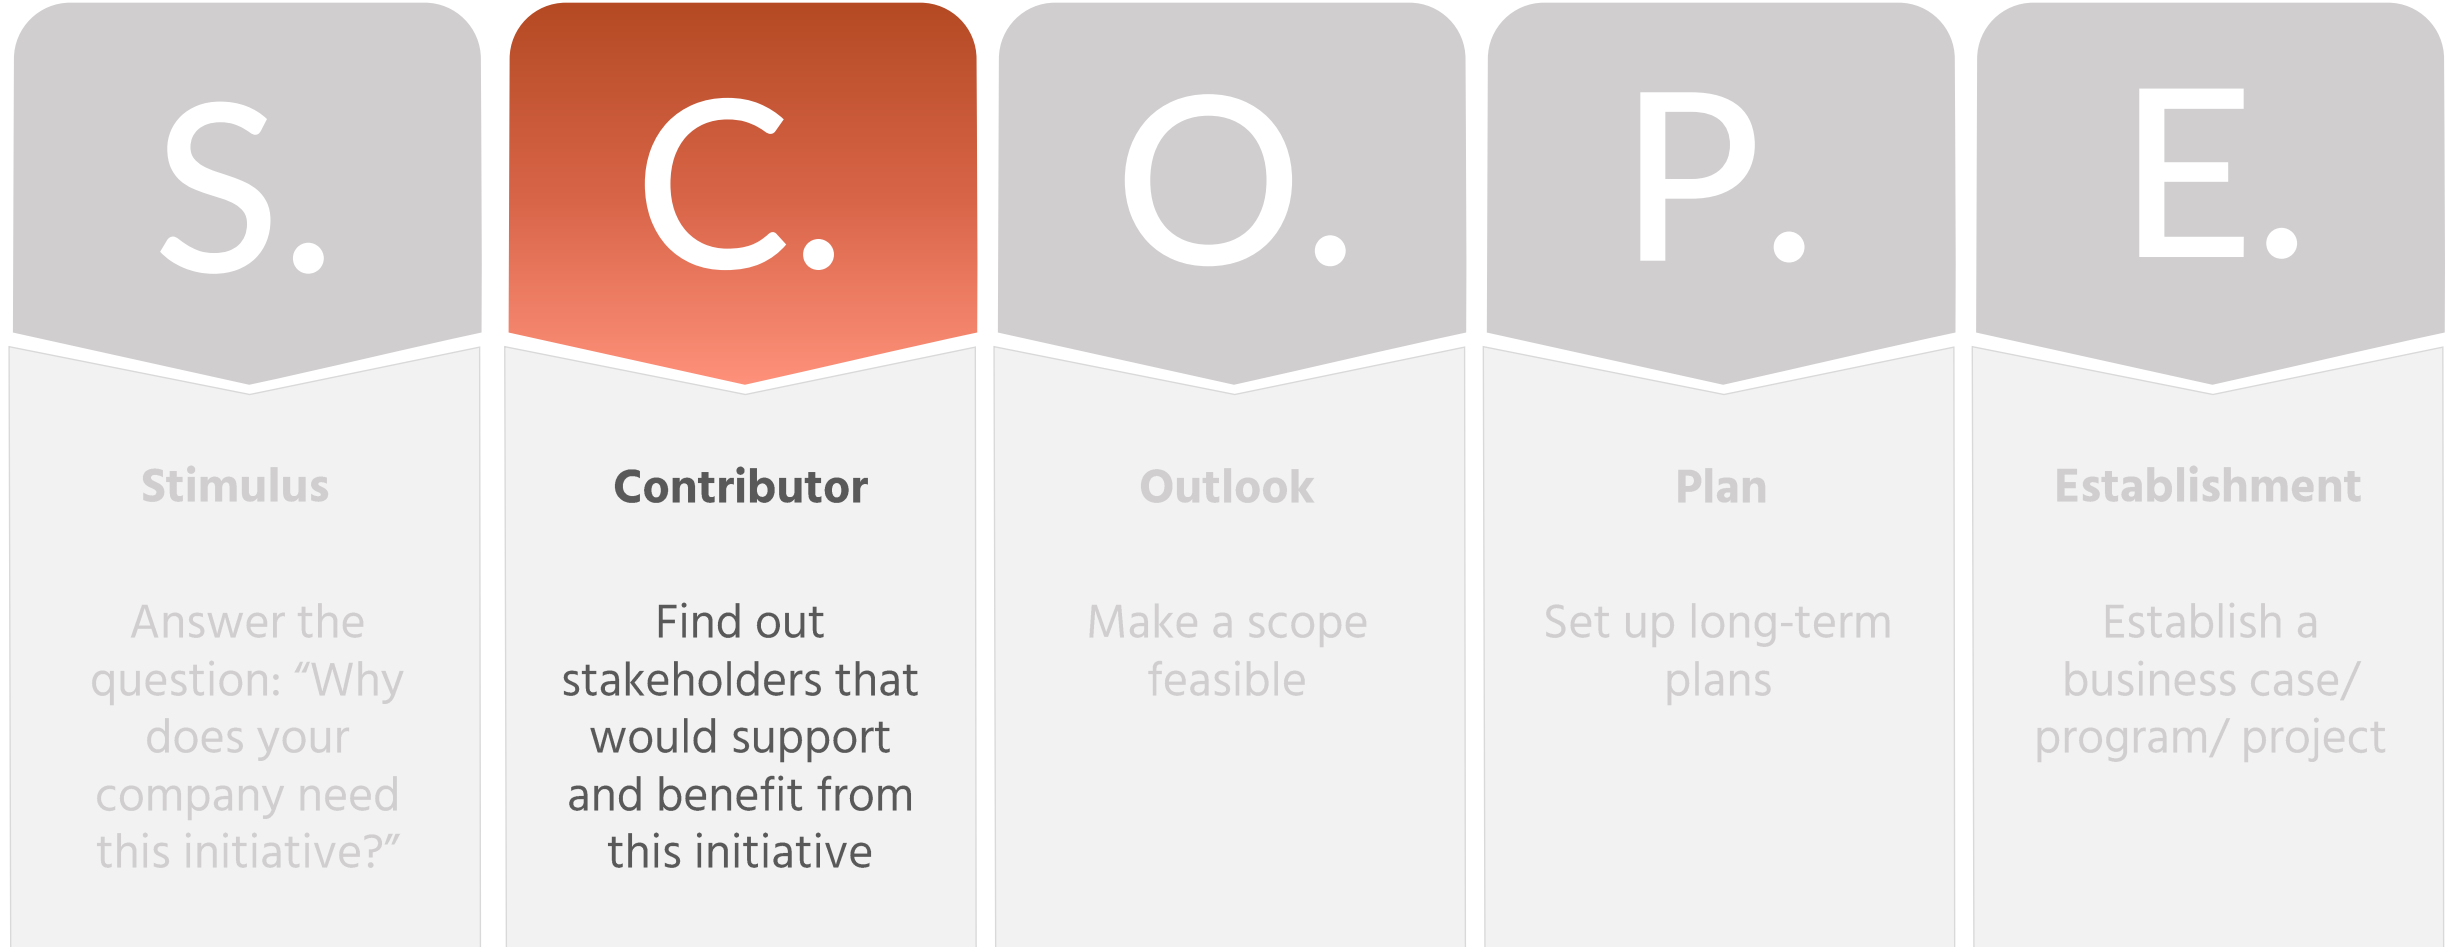 S.
C.
O.
P.
E.
Stimulus
Answer the
question: “Why
does your
company need
this initiative?”
Contributor
Find out
stakeholders that
would support
and benefit from
this initiative
Outlook
Make a scope
feasible
Plan
Set up long-term
plans
Establishment
Establish a
business case/
program/ project